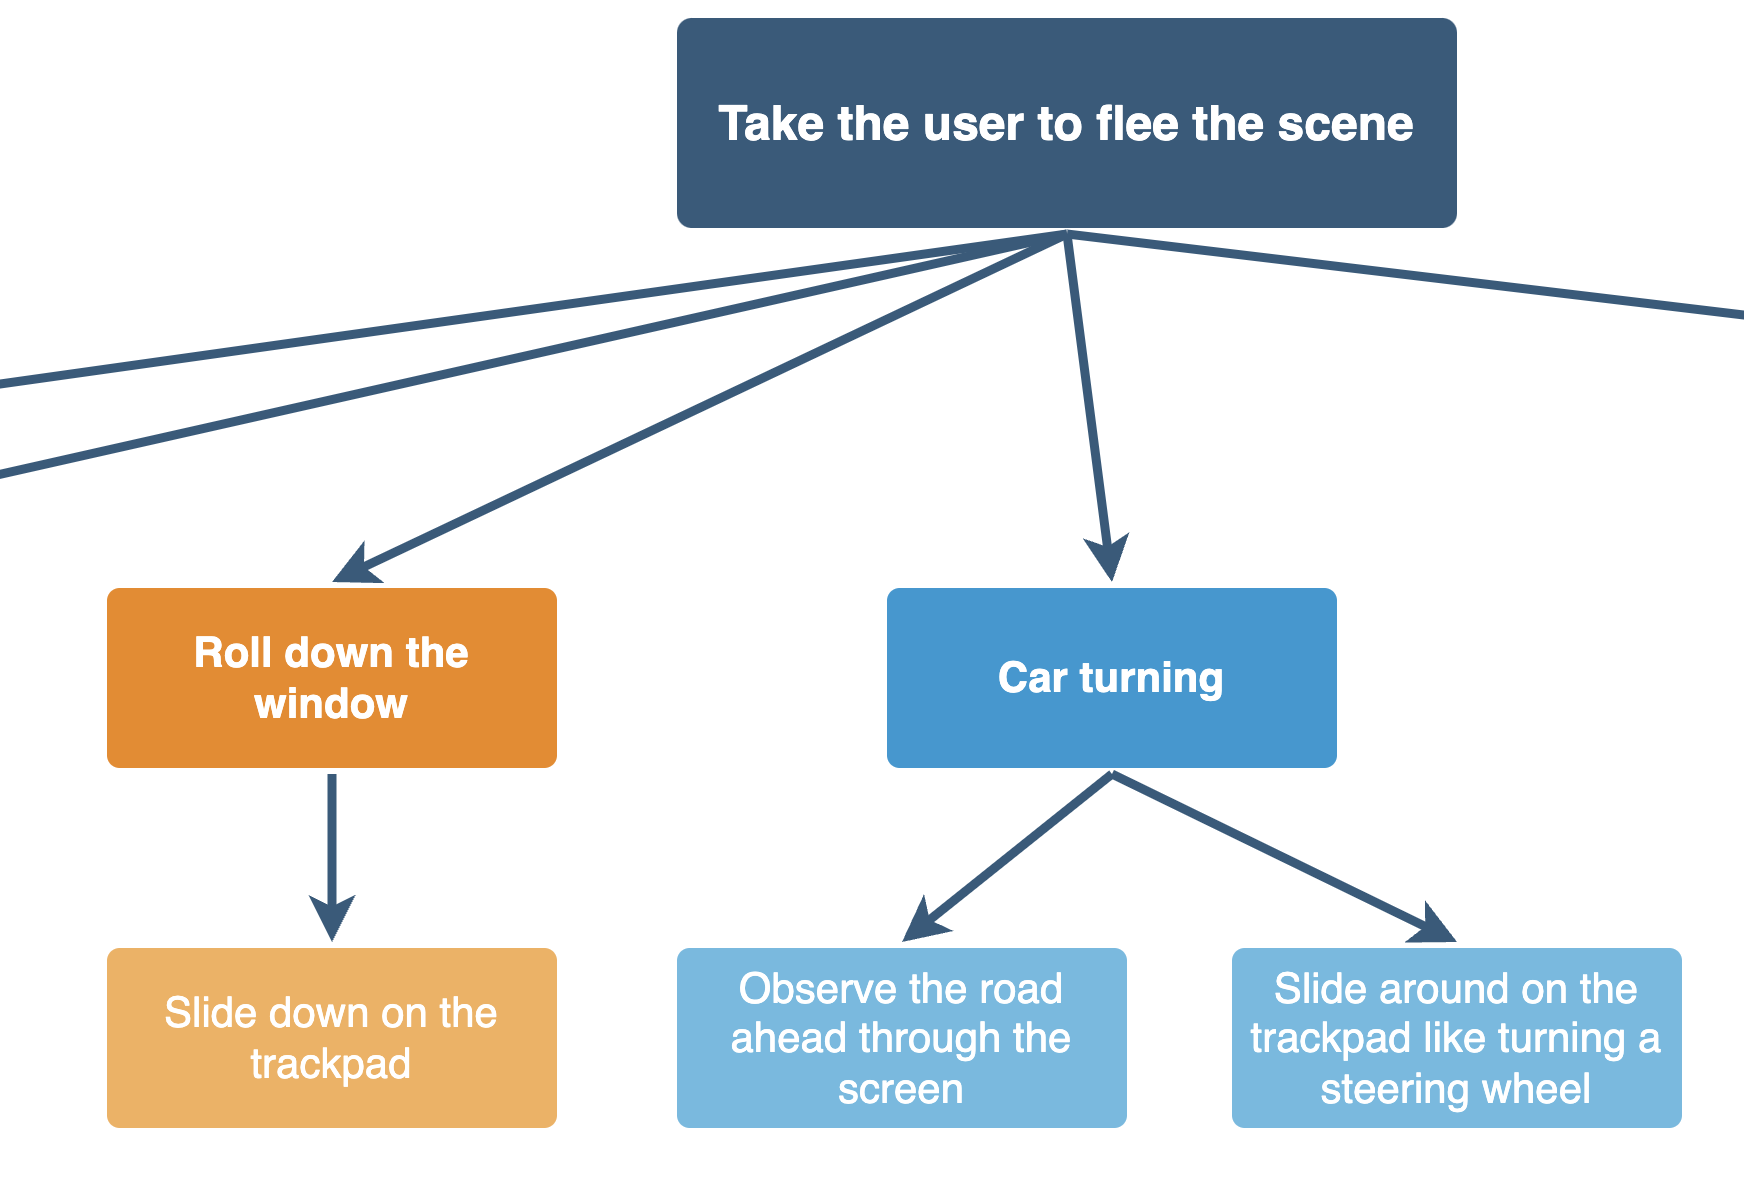 Take the user to flee the scene
Roll down the
window
Car turning
Slide down on the
trackpad
Observe the road
ahead through the
screen
Slide around on the
trackpad like turning a
steering wheel